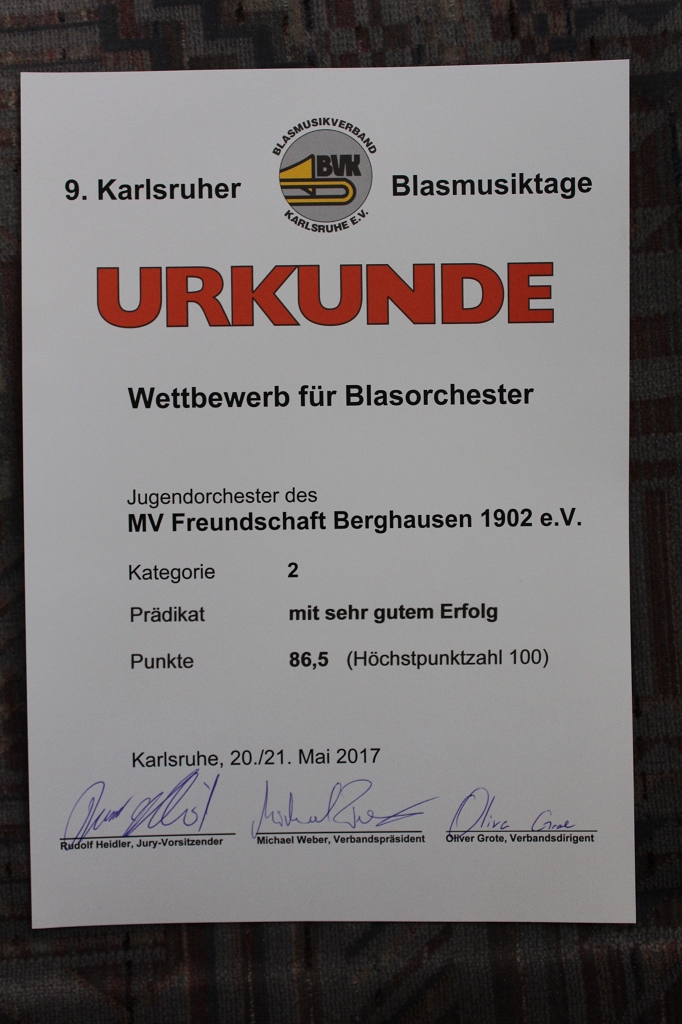 BLASMUSIKVERBAND
BVK
KARLSRUHE E.V.
9. Karlsruher Blasmusiktage
URKUNDE
Wettbewerb für Blasorchester
Jugendorchester des
MV Freundschaft Berghausen 1902 e.V.
Kategorie 2
Prädikat mit sehr gutem Erfolg
Punkte 86,5 (Höchstpunktzahl 100)
Karlsruhe, 20./21. Mai 2017
Oliver Grote
Rudolf Heidler, Jury-Vorsitzender Michael Weber, Verbandspräsident Oliver Grote, Verbandsdirigent